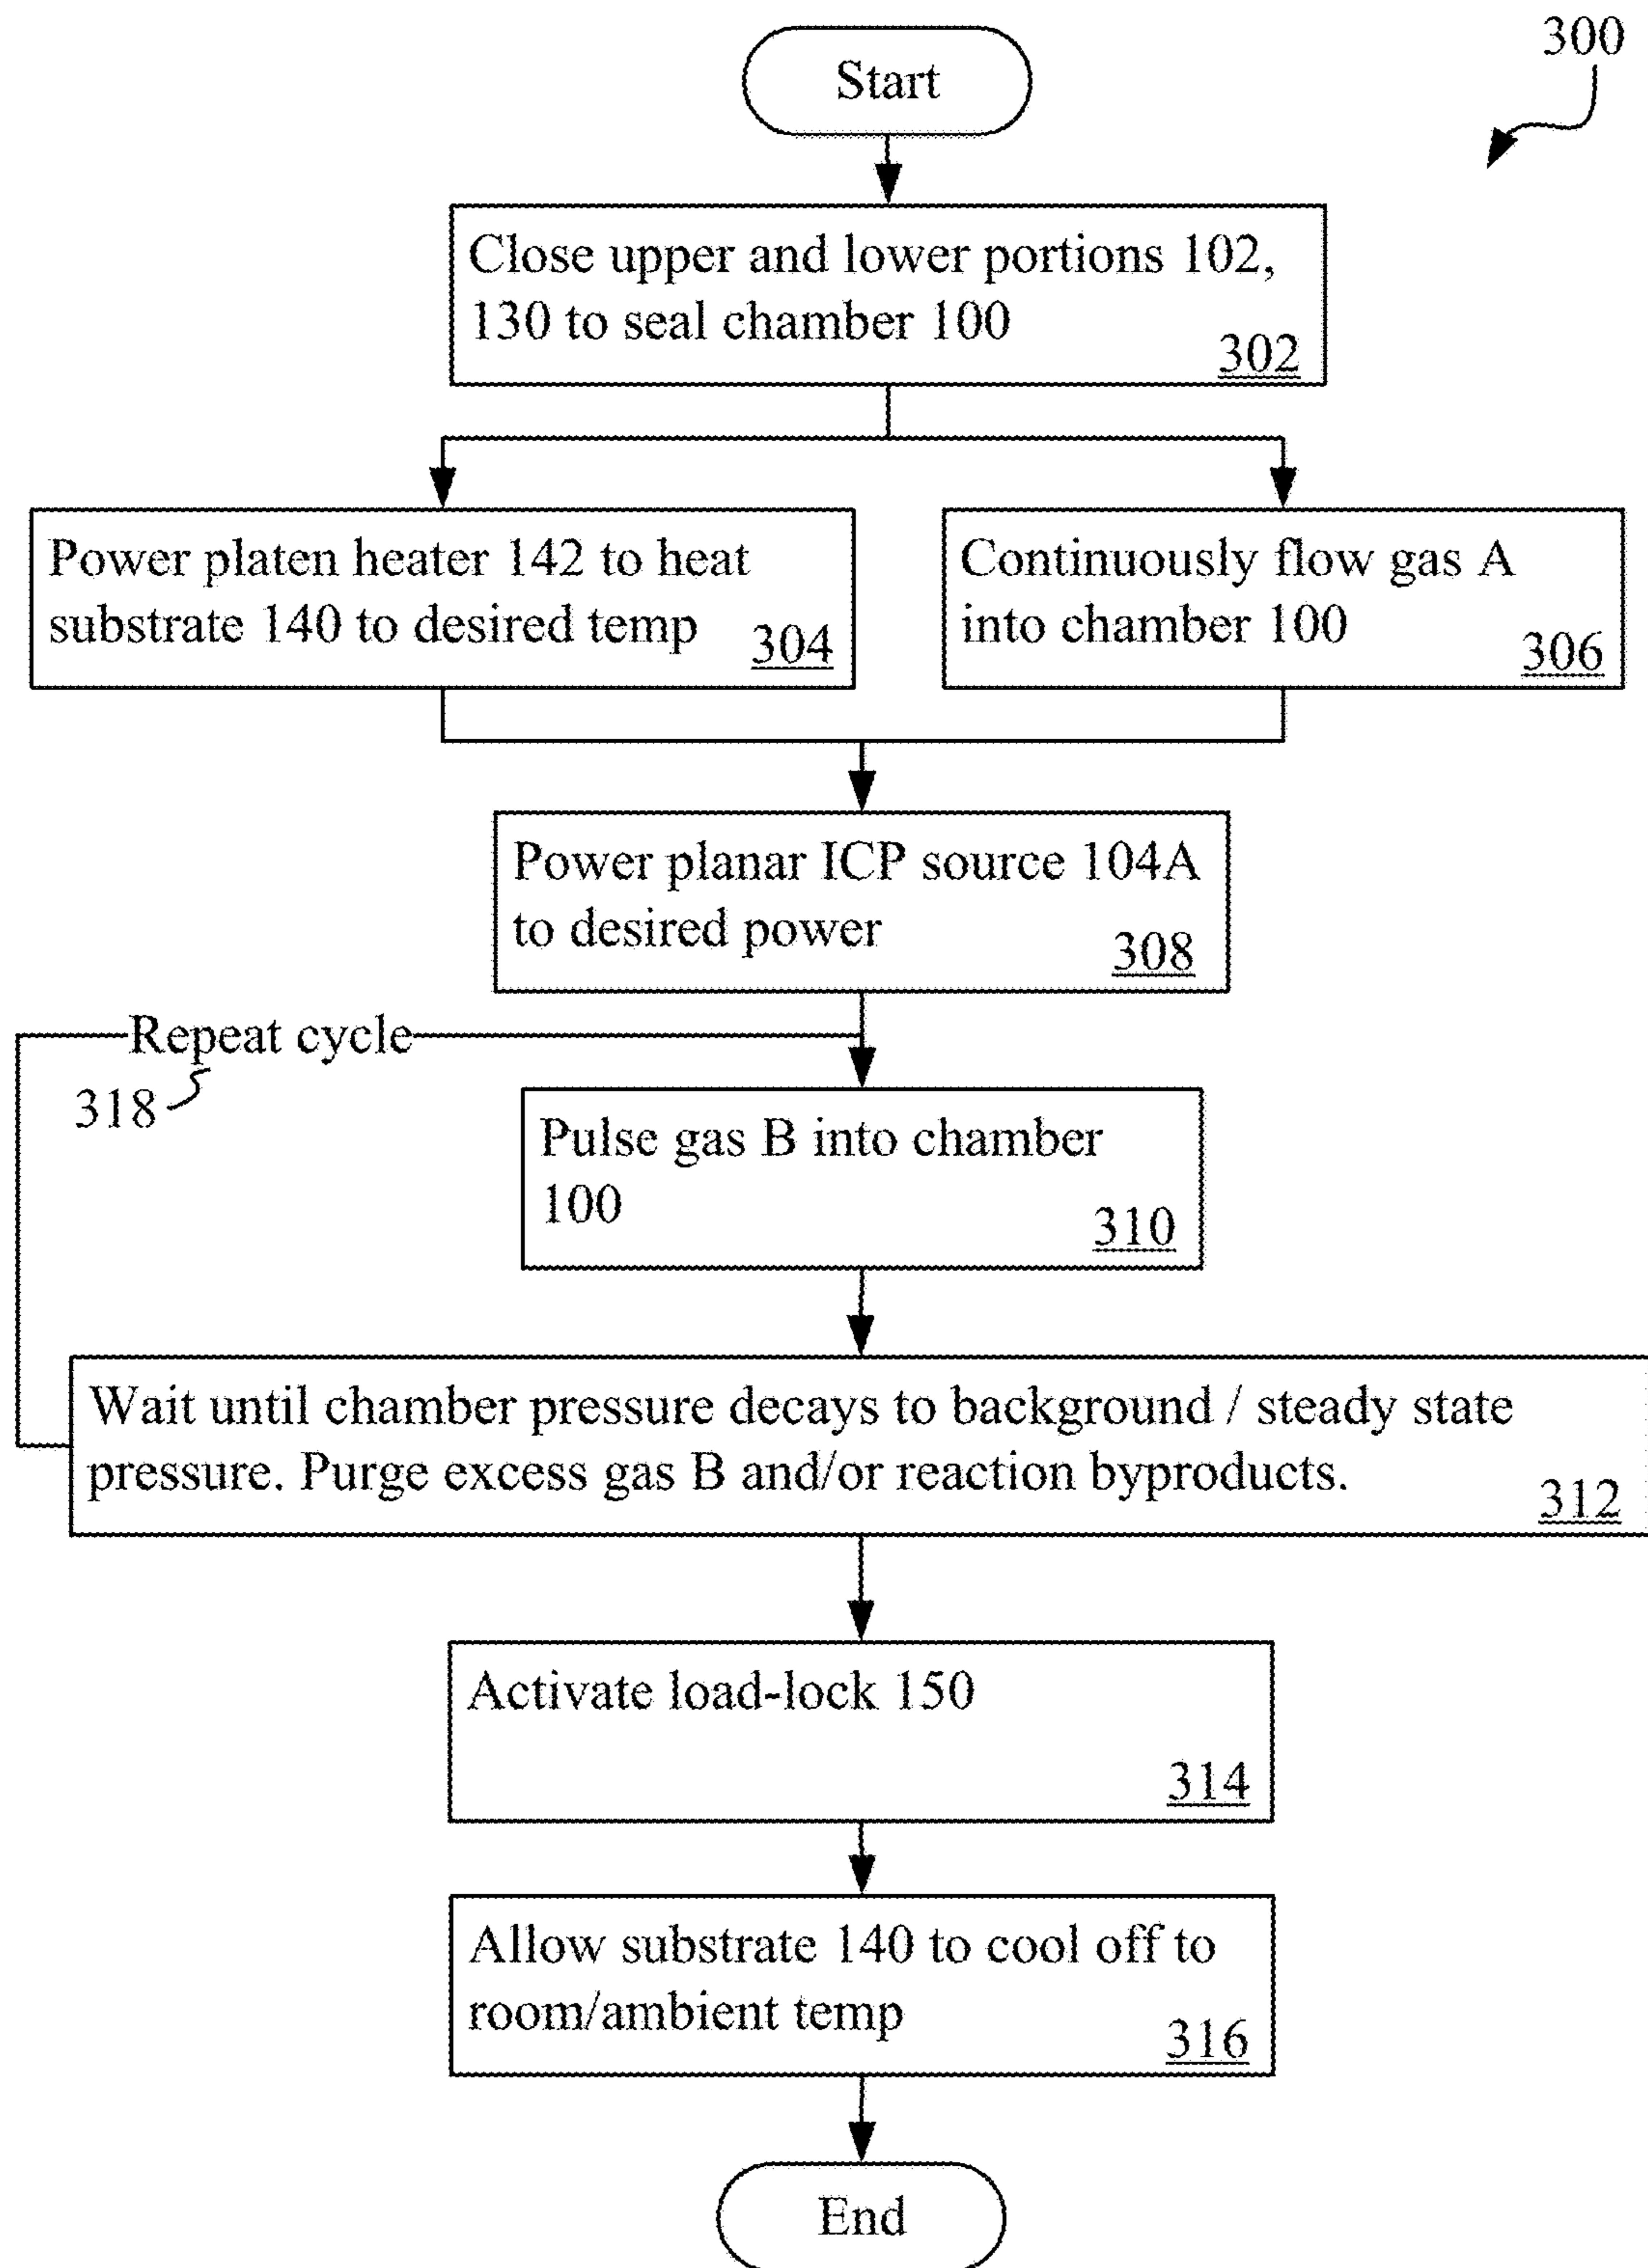 300
Start
Close upper and lower portions 102,
130 to seal chamber 100
302
Power platen heater 142 to heat
substrate 140 to desired temp
304
Continuously flow gas A
into chamber 100
306
Power planar ICP source 104A
to desired power
308
Repeat cycle
318
Pulse gas B into chamber
100
310
Wait until chamber pressure decays to background / steady state
pressure. Purge excess gas B and/or reaction byproducts.
312
Activate load-lock 150
314
Allow substrate 140 to cool off to
room/ambient temp
316
End